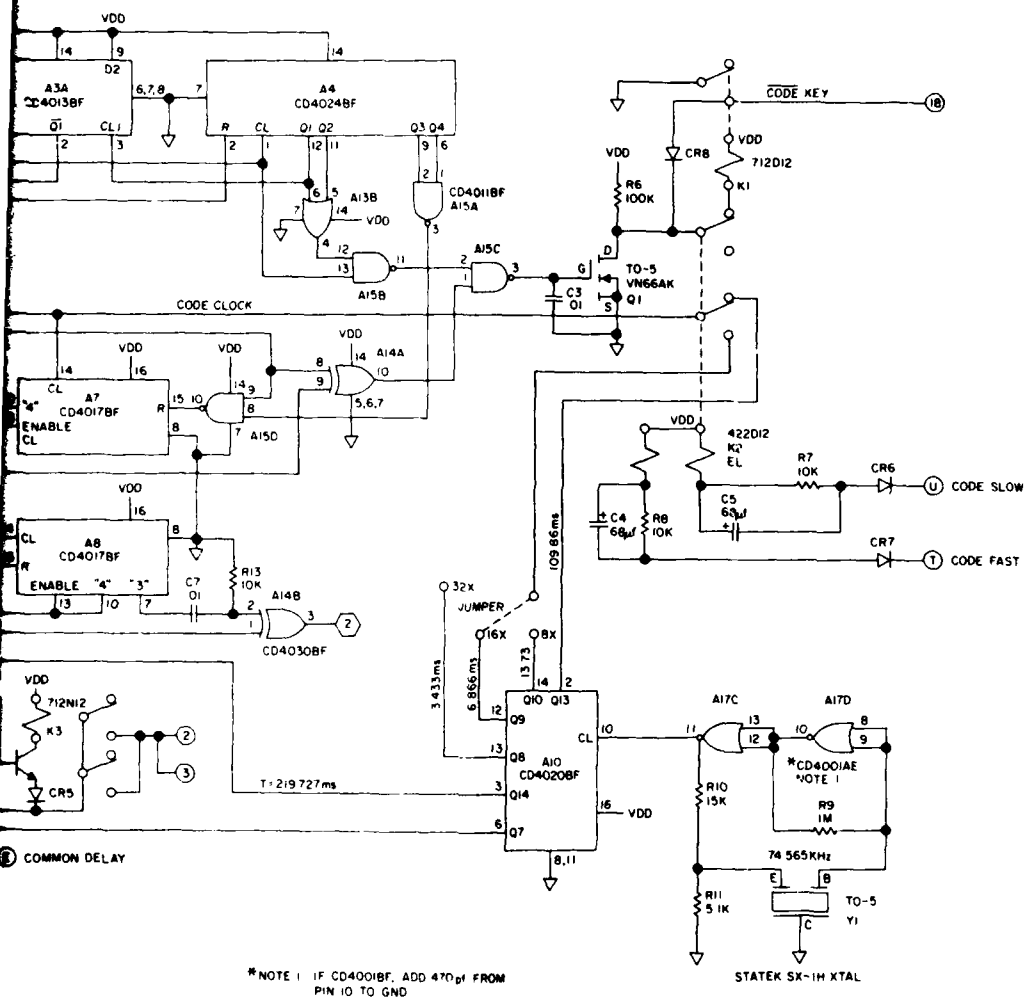 VDD
14
9
D2
A3A
CD4013BF
Q1
CL1
2
3
6,7,8
7
14
A4
CD4024BF
R
CL
Q1
Q2
Q3
Q4
2
1
12
11
9
6
6
5
A13B
7
14
VDD
4
2
1
CD4011BF
A15A
3
12
13
11
A15B
A15C
2
1
3
G
D
S
TO-5
VN66AK
Q1
C3
01
VDD
R6
100K
CR8
CODE KEY
18
VDD
712D12
K1
CODE CLOCK
14
CL
VDD
16
A7
CD4017BF
"4"
ENABLE
CL
R
15
10
8
VDD
14
9
8
7
A15D
VDD
14
A14A
8
9
10
5,6,7
VDD
422D12
K2
EL
R7
10K
CR6
U
CODE SLOW
C5
68µf
+
C4
68µf
+
R8
10K
CR7
T
CODE FAST
VDD
16
A8
CD4017BF
CL
R
ENABLE
"4"
"3"
8
13
10
7
C7
01
R13
10K
A14B
2
1
3
2
CD4030BF
32X
JUMPER
16X
8X
3 433ms
6.866ms
13 73
109 86ms
VDD
712N12
K3
CR5
2
3
T=219 727ms
COMMON DELAY
14
2
Q10
Q13
12
Q9
13
Q8
3
Q14
6
Q7
A10
CD4020BF
CL
10
16
VDD
8,11
A17C
11
13
12
A17D
10
8
9
*CD4001AE
NOTE 1
R10
15K
R9
1M
74 565KHz
E
B
C
R11
5 1K
TO-5
Y1
STATEK SX-1H XTAL
*NOTE 1 IF CD4001BF, ADD 470pf FROM
PIN 10 TO GND